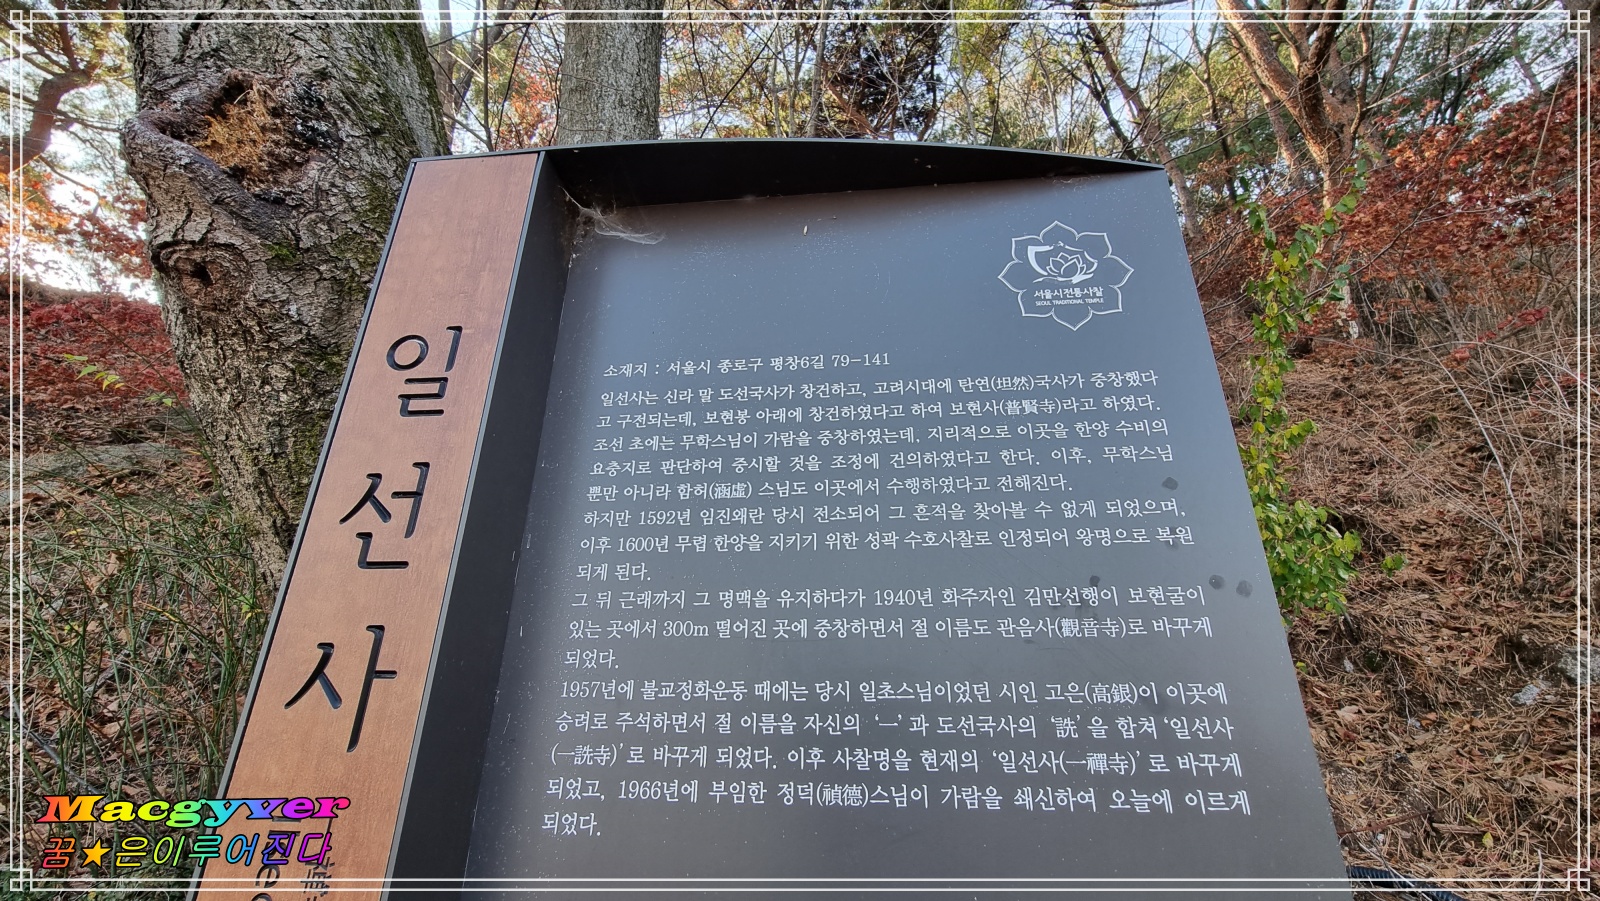 일선사
서울시전통사찰
SEOUL TRADITIONAL TEMPLE
소재지 : 서울시 종로구 평창6길 79-141
일선사는 신라 말 도선국사가 창건하고, 고려시대에 탄연(坦然)국사가 중창했다
고 구전되는데, 보현봉 아래에 창건하였다고 하여 보현사(普賢寺)라고 하였다.
조선 초에는 무학스님이 가람을 중창하였는데, 지리적으로 이곳을 한양 수비의
요충지로 판단하여 중시할 것을 조정에 건의하였다고 한다. 이후, 무학스님
뿐만 아니라 함허(涵虛) 스님도 이곳에서 수행하였다고 전해진다.
하지만 1592년 임진왜란 당시 전소되어 그 흔적을 찾아볼 수 없게 되었으며,
이후 1600년 무렵 한양을 지키기 위한 성곽 수호사찰로 인정되어 왕명으로 복원
되게 된다.
그 뒤 근래까지 그 명맥을 유지하다가 1940년 화주자인 김만선행이 보현굴이
있는 곳에서 300m 떨어진 곳에 중창하면서 절 이름도 관음사(觀音寺)로 바꾸게
되었다.
1957년에 불교정화운동 때에는 당시 일초스님이었던 시인 고은(高銀)이 이곳에
승려로 주석하면서 절 이름을 자신의 ‘一’ 과 도선국사의 ‘詵’ 을 합쳐 ‘일선사
(一詵寺)’ 로 바꾸게 되었다. 이후 사찰명을 현재의 ‘일선사(一禪寺)’ 로 바꾸게
되었고, 1966년에 부임한 정덕(禎德)스님이 가람을 쇄신하여 오늘에 이르게
되었다.
Macgyver
꿈★은이루어진다